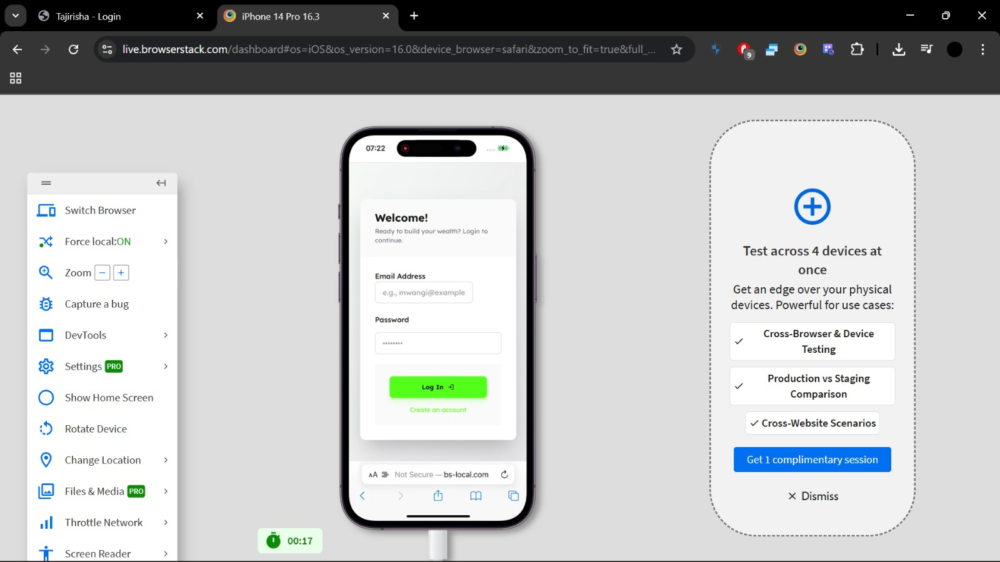 Tajirisha - Login
iPhone 14 Pro 16.3
live.browserstack.com/dashboard#os=iOS&os_version=16.0&device_browser=safari&zoom_to_fit=true&full_...
9
Switch Browser
Force local:ON
Zoom
Capture a bug
DevTools
Settings PRO
Show Home Screen
Rotate Device
Change Location
Files & Media PRO
Throttle Network
Screen Reader
00:17
07:22
Welcome!
Ready to build your wealth? Login to
continue.
Email Address
e.g., mwangi@example
Password
••••••••
Log In
Create an account
AA Not Secure — bs-local.com
Test across 4 devices at
once
Get an edge over your physical
devices. Powerful for use cases:
Cross-Browser & Device
Testing
Production vs Staging
Comparison
Cross-Website Scenarios
Get 1 complimentary session
Dismiss